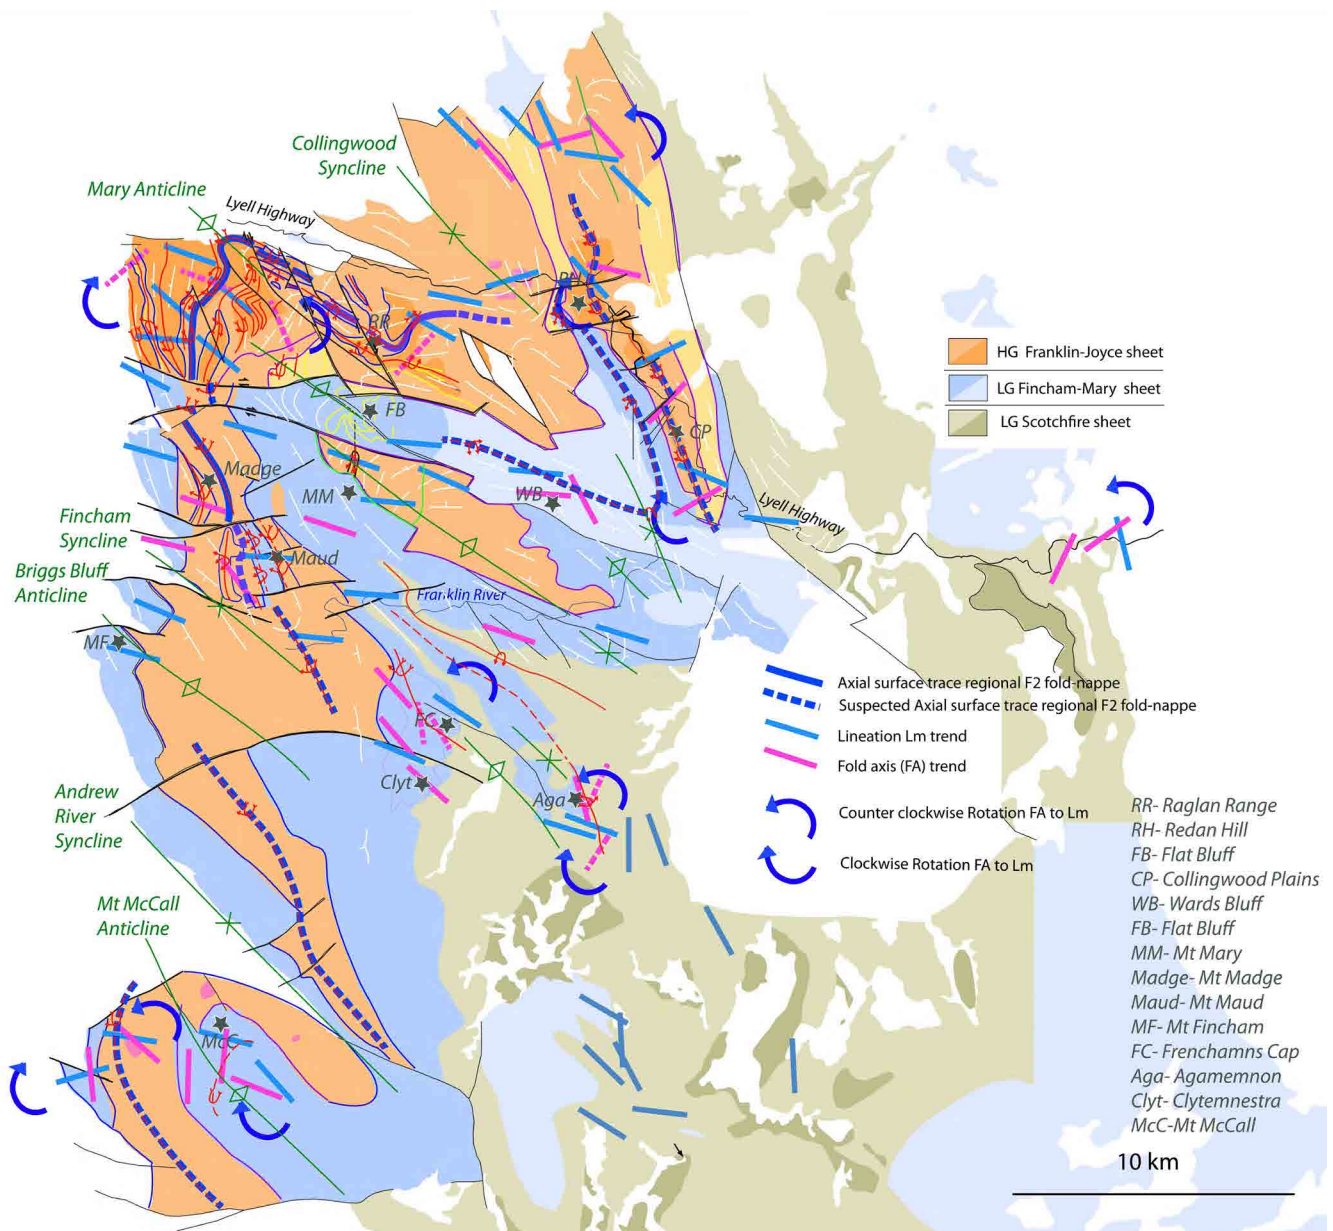 Collingwood
Syncline
Mary Anticline
Lyell Highway
RH
RR
FB
CP
Madge
MM
WB
Lyell Highway
Fincham
Syncline
Maud
Briggs Bluff
Anticline
Franklin River
MF
FC
Clyt
Aga
Andrew
River
Syncline
Mt McCall
Anticline
McC
HG Franklin-Joyce sheet
LG Fincham-Mary sheet
LG Scotchfire sheet
Axial surface trace regional F2 fold-nappe
Suspected Axial surface trace regional F2 fold-nappe
Lineation Lm trend
Fold axis (FA) trend
Counter clockwise Rotation FA to Lm
Clockwise Rotation FA to Lm
RR- Raglan Range
RH- Redan Hill
FB- Flat Bluff
CP- Collingwood Plains
WB- Wards Bluff
FB- Flat Bluff
MM- Mt Mary
Madge- Mt Madge
Maud- Mt Maud
MF- Mt Fincham
FC- Frenchamns Cap
Aga- Agamemnon
Clyt- Clytemnestra
McC-Mt McCall
10 km